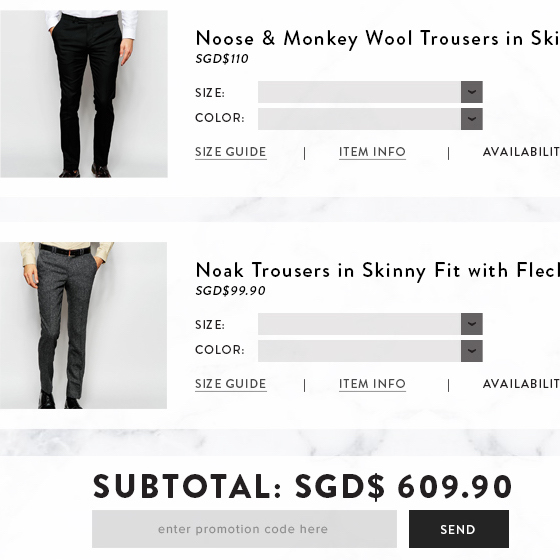 Noose & Monkey Wool Trousers in Ski
SGD$110
SIZE:
COLOR:
SIZE GUIDE | ITEM INFO | AVAILABILIT
Noak Trousers in Skinny Fit with Flec
SGD$99.90
SIZE:
COLOR:
SIZE GUIDE | ITEM INFO | AVAILABILIT
SUBTOTAL: SGD$ 609.90
enter promotion code here
SEND